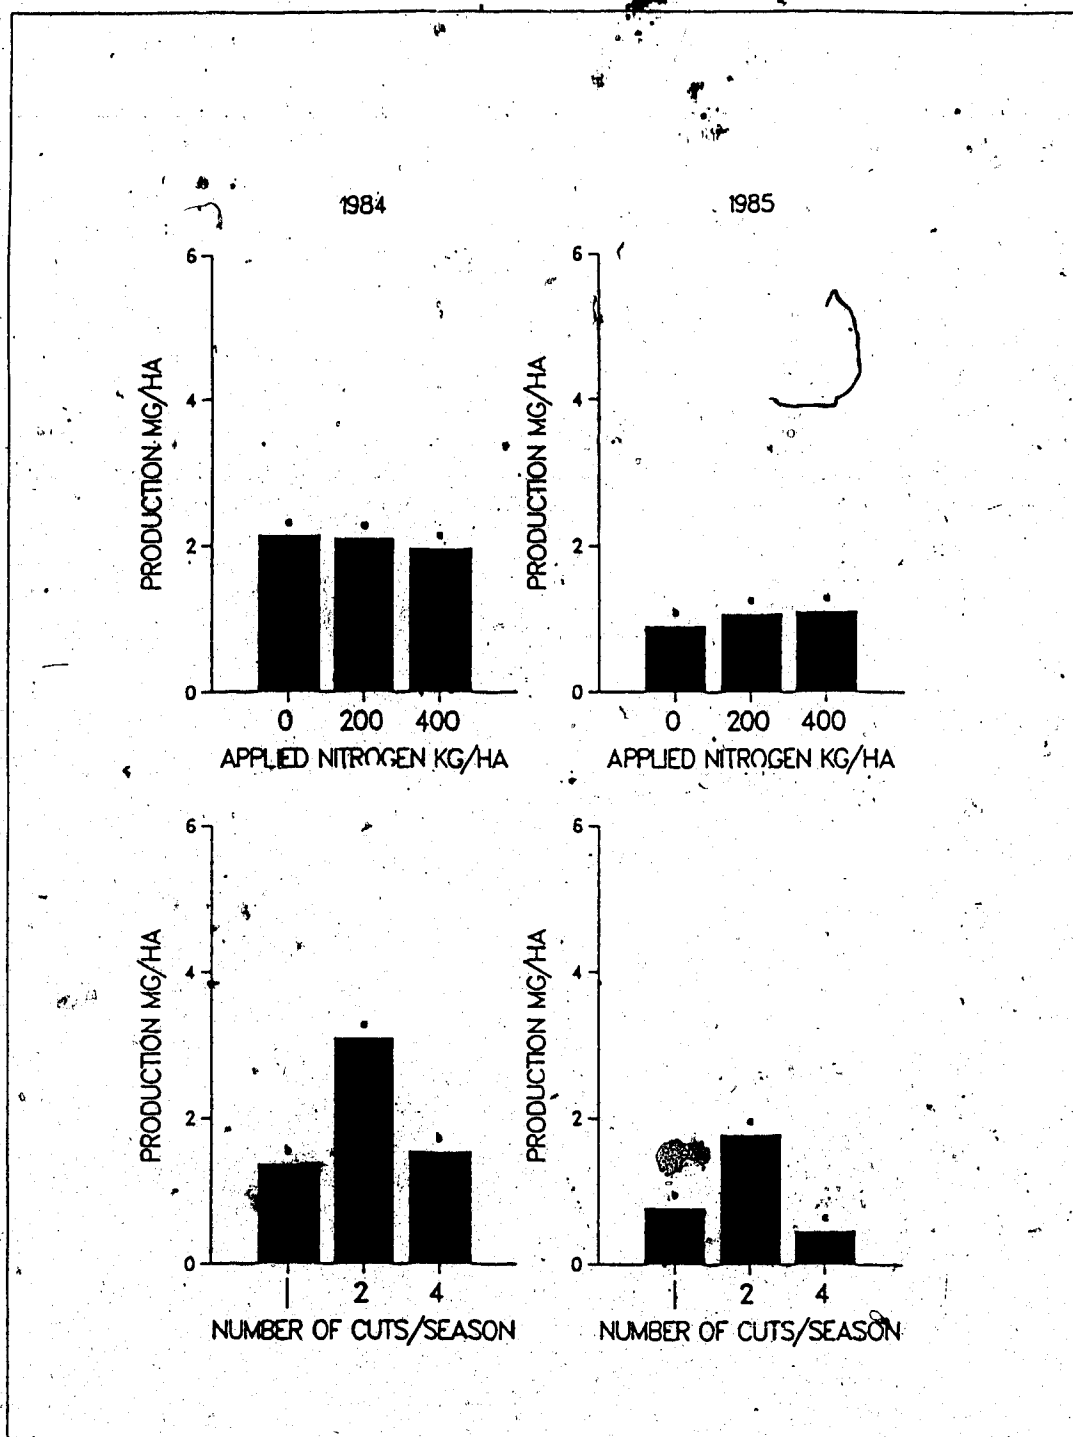 1984
1985
6
4
2
0
PRODUCTION MG/HA
0 200 400
APPLIED NITROGEN KG/HA
6
4
2
0
PRODUCTION MG/HA
0 200 400
APPLIED NITROGEN KG/HA
6
4
2
0
PRODUCTION MG/HA
1 2 4
NUMBER OF CUTS/SEASON
6
4
2
0
PRODUCTION MG/HA
1 2 4
NUMBER OF CUTS/SEASON